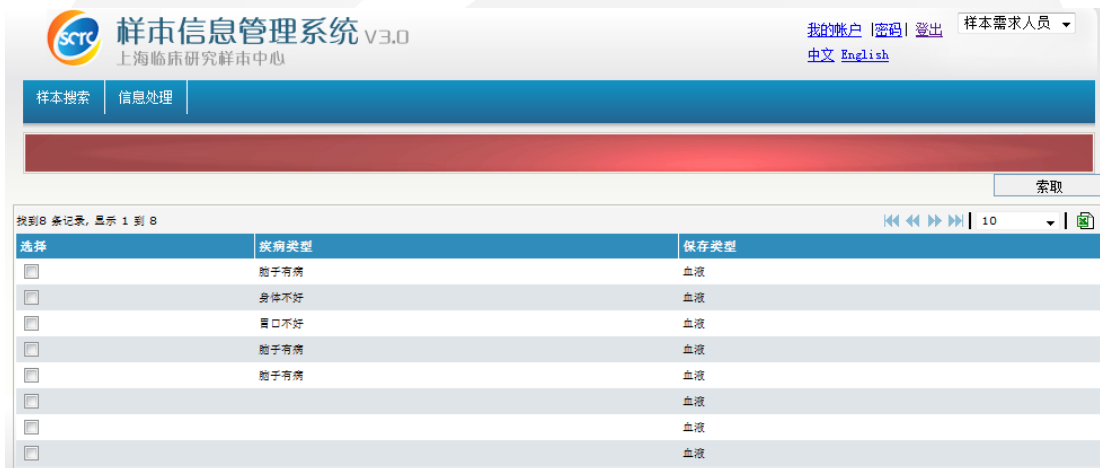 SCTC 样本信息管理系统 V3.0
上海临床研究样本中心
我的帐户 |密码| 登出 样本需求人员
中文 English
样本搜索 信息处理
索取
找到8 条记录, 显示 1 到 8 10
选择 疾病类型 保存类型
脑子有病 血液
身体不好 血液
胃口不好 血液
脑子有病 血液
脑子有病 血液
血液
血液
血液